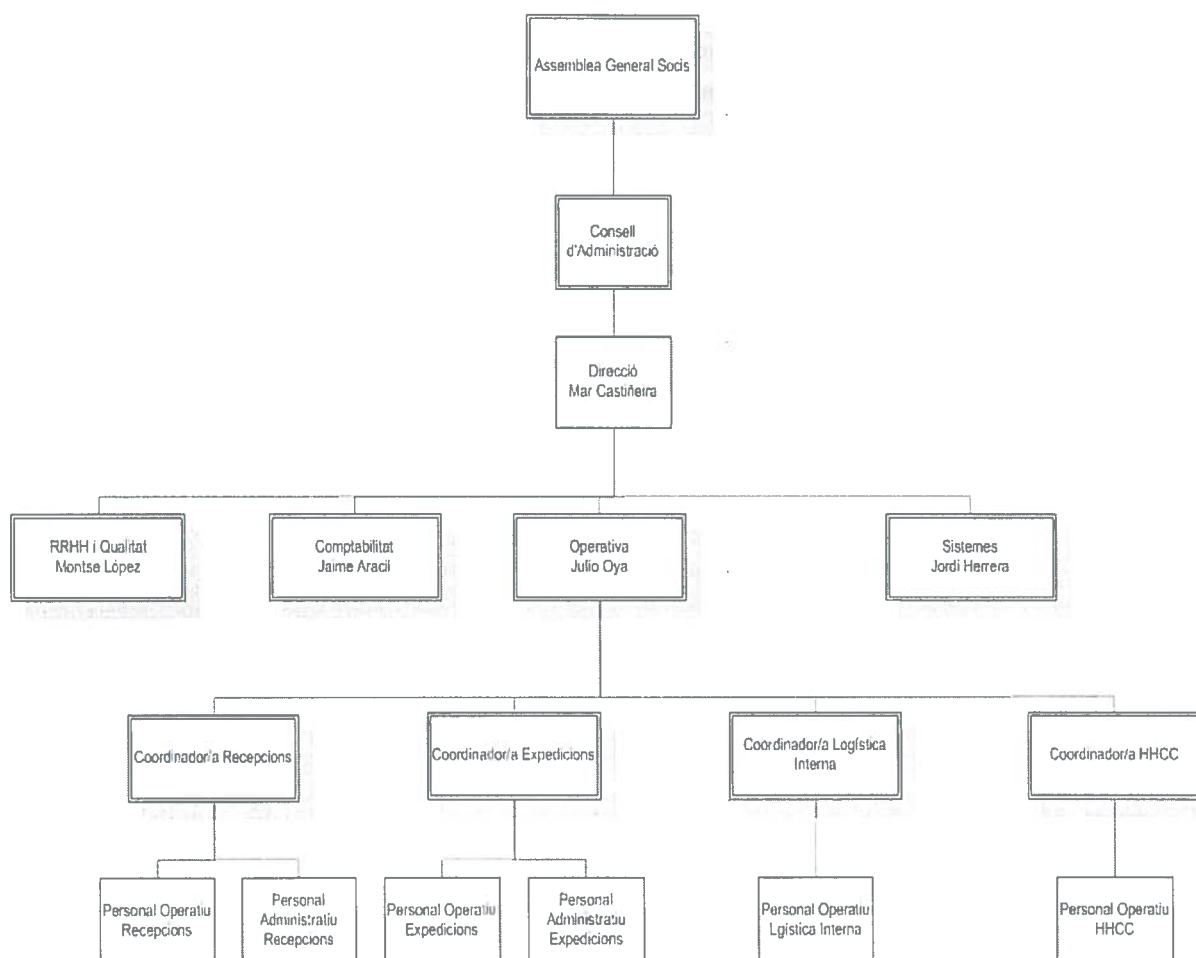 Assemblea General Socis
Consell
d'Administració
Direcció
Mar Castiñeira
RRHH i Qualitat
Montse López
Comptabilitat
Jaime Aracil
Operativa
Julio Oya
Sistemes
Jordi Herrera
Coordinador/a Recepcions
Coordinador/a Expedicions
Coordinador/a Logística
Interna
Coordinador/a HHCC
Personal Operatiu
Recepcions
Personal
Administratiu
Recepcions
Personal Operatiu
Expedicions
Personal
Administratiu
Expedicions
Personal Operatiu
Lgistica Interna
Personal Operatiu
HHCC